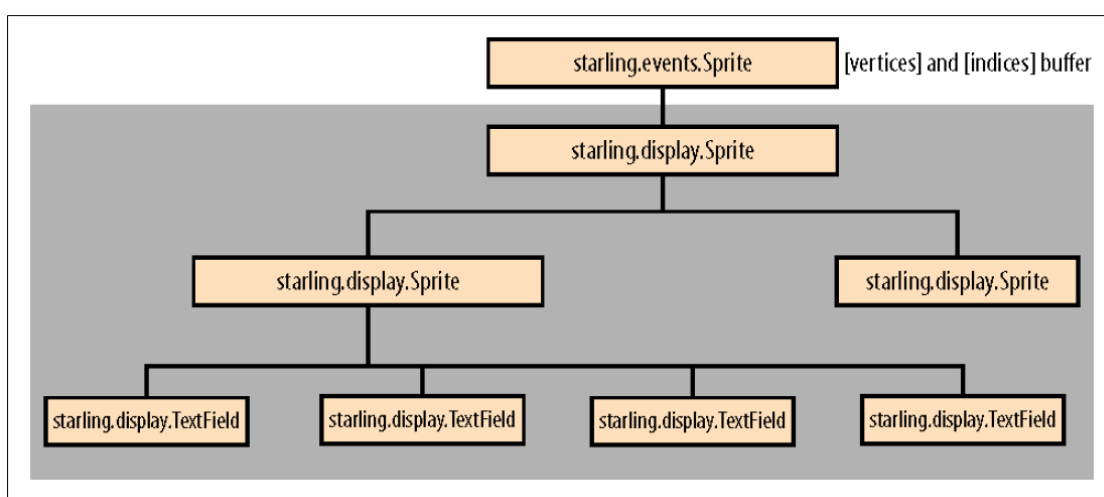 starling.events.Sprite [vertices] and [indices] buffer
starling.display.Sprite
starling.display.Sprite starling.display.Sprite
starling.display.TextField starling.display.TextField starling.display.TextField starling.display.TextField